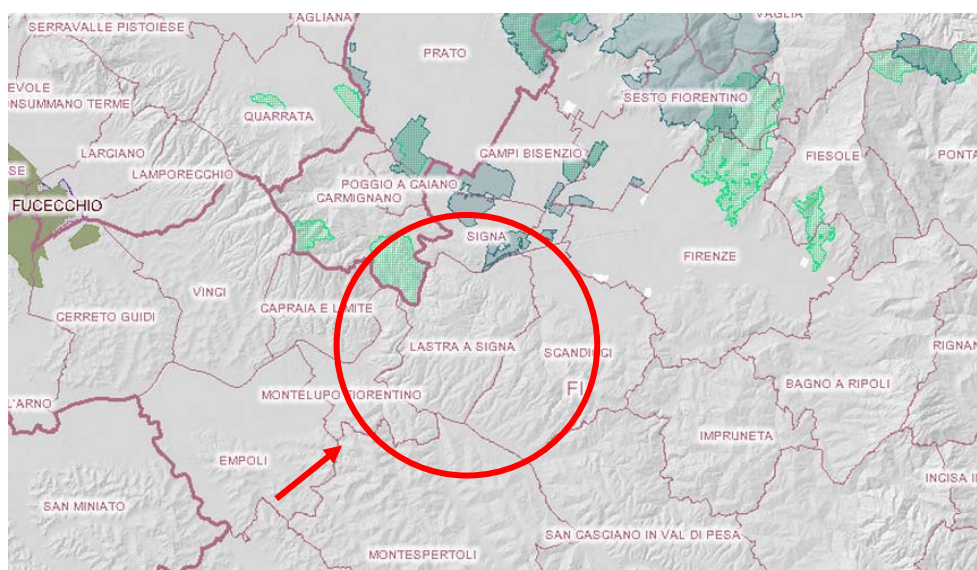 AGLIANA
VAGLIA
SERRAVALLE PISTOIESE
PRATO
EVOLE
NSUMMANO TERME
SESTO FIORENTINO
QUARRATA
LARCIANO
CAMPI BISENZIO
FIESOLE
PONTA
SE
LAMPORECCHIO
POGGIO A CAIANO
CARMIGNANO
FUCECCHIO
SIGNA
FIRENZE
VINCI
CAPRAIA E LIMITE
CERRETO GUIDI
LASTRA A SIGNA
SCANDICCI
RIGNAN
BAGNO A RIPOLI
FI
MONTELUPO FIORENTINO
L'ARNO
IMPRUNETA
EMPOLI
INCISA I
SAN MINIATO
SAN CASCIANO IN VAL DI PESA
MONTESPERTOLI